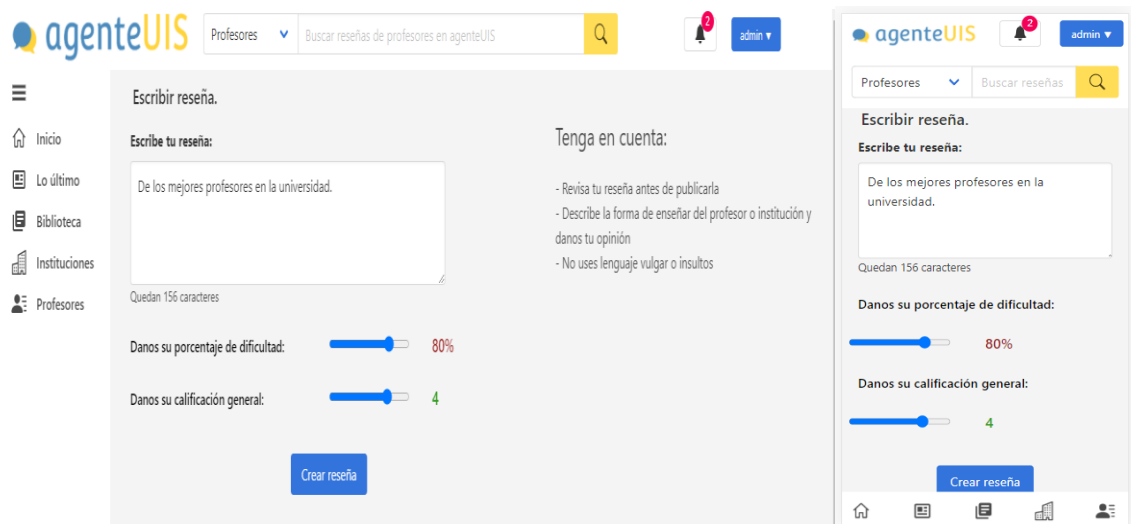 agenteUIS
Profesores
Buscar reseñas de profesores en agenteUIS
2
admin ▾
Inicio
Lo último
Biblioteca
Instituciones
Profesores
Escribir reseña.
Escribe tu reseña:
De los mejores profesores en la universidad.
Quedan 156 caracteres
Danos su porcentaje de dificultad:
80%
Danos su calificación general:
4
Crear reseña
Tenga en cuenta:
- Revisa tu reseña antes de publicarla
- Describe la forma de enseñar del profesor o institución y
danos tu opinión
- No uses lenguaje vulgar o insultos
agenteUIS
2
admin ▾
Profesores
Buscar reseñas
Escribir reseña.
Escribe tu reseña:
De los mejores profesores en la
universidad.
Quedan 156 caracteres
Danos su porcentaje de dificultad:
80%
Danos su calificación general:
4
Crear reseña